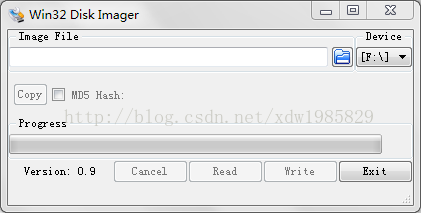 Win32 Disk Imager
Image File Device
[F:\]
Copy MD5 Hash:
http://blog.csdn.net/xdw1985829
Progress
Version: 0.9 Cancel Read Write Exit